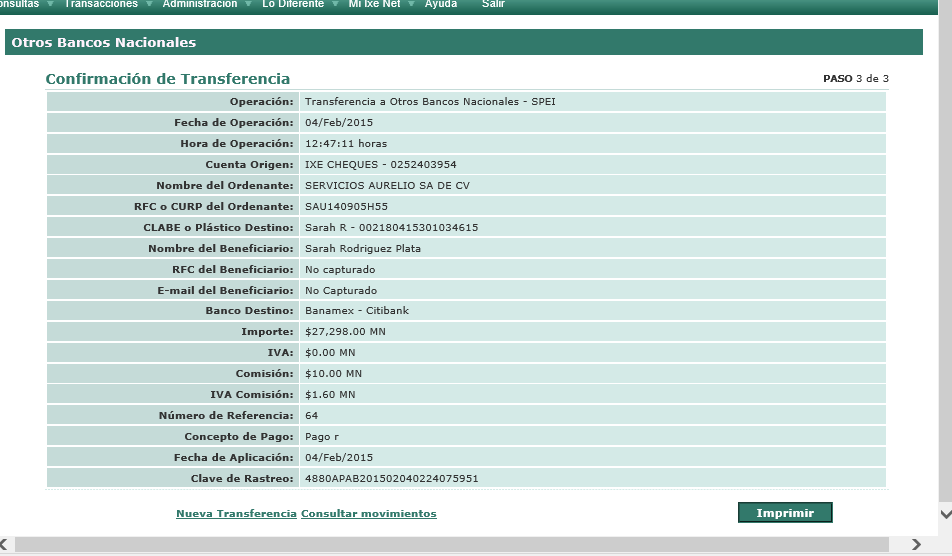 onsultas Transacciones Administración Lo Diferente Mi Ixe Net Ayuda Salir
Otros Bancos Nacionales
Confirmación de Transferencia PASO 3 de 3
Operación: Transferencia a Otros Bancos Nacionales - SPEI
Fecha de Operación: 04/Feb/2015
Hora de Operación: 12:47:11 horas
Cuenta Origen: IXE CHEQUES - 0252403954
Nombre del Ordenante: SERVICIOS AURELIO SA DE CV
RFC o CURP del Ordenante: SAU140905H55
CLABE o Plástico Destino: Sarah R - 002180415301034615
Nombre del Beneficiario: Sarah Rodriguez Plata
RFC del Beneficiario: No capturado
E-mail del Beneficiario: No Capturado
Banco Destino: Banamex - Citibank
Importe: $27,298.00 MN
IVA: $0.00 MN
Comisión: $10.00 MN
IVA Comisión: $1.60 MN
Número de Referencia: 64
Concepto de Pago: Pago r
Fecha de Aplicación: 04/Feb/2015
Clave de Rastreo: 4880APAB201502040224075951
Nueva Transferencia Consultar movimientos Imprimir